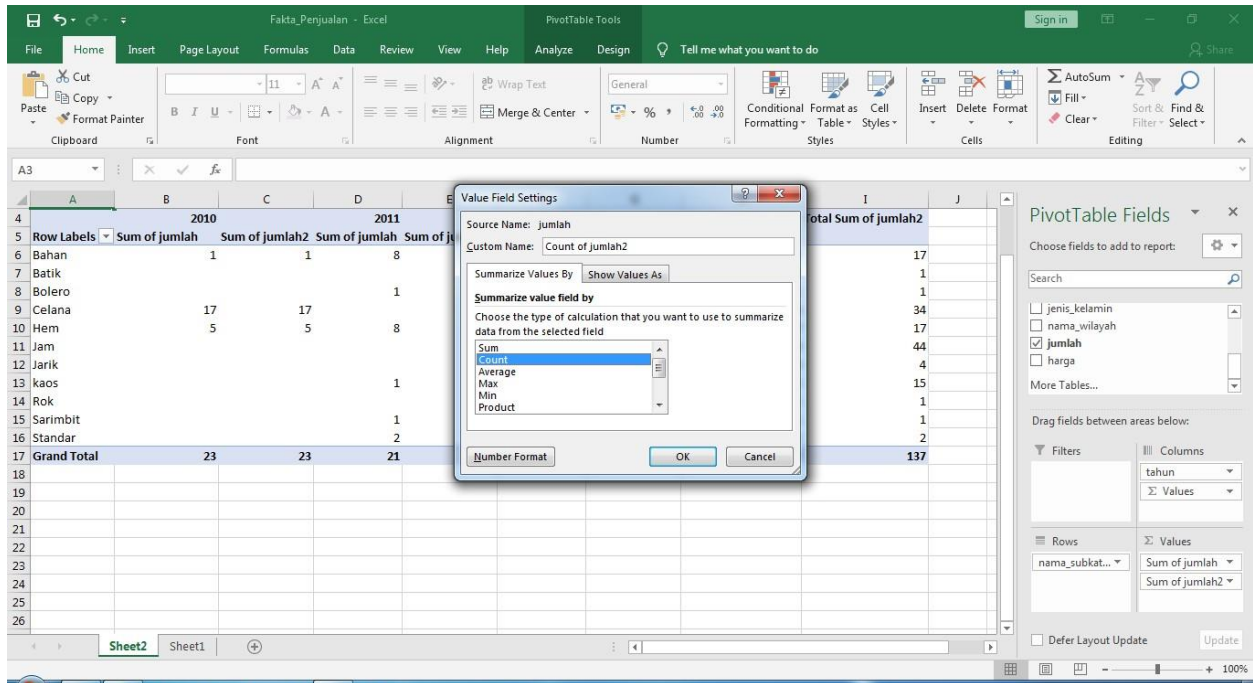 Fakta_Penjualan - Excel PivotTable Tools Sign in
File Home Insert Page Layout Formulas Data Review View Help Analyze Design Tell me what you want to do Share
Paste Cut Copy Format Painter
11 A A General
B I U A Wrap Text Merge & Center % , .0 .00 .00 .0
Conditional Formatting Format as Table Cell Styles Insert Delete Format
AutoSum Fill Clear Sort & Filter Find & Select
Clipboard Font Alignment Number Styles Cells Editing
A3 fx
A B C D E I J
4 2010 2011 Total Sum of jumlah2
5 Row Labels Sum of jumlah Sum of jumlah2 Sum of jumlah Sum of ju
6 Bahan 1 1 8 17
7 Batik 1
8 Bolero 1 1
9 Celana 17 17 34
10 Hem 5 5 8 17
11 Jam 44
12 Jarik 4
13 kaos 1 15
14 Rok 1
15 Sarimbit 1 1
16 Standar 2 2
17 Grand Total 23 23 21 137
18
19
20
21
22
23
24
25
26
Value Field Settings
Source Name: jumlah
Custom Name: Count of jumlah2
Summarize Values By Show Values As
Summarize value field by
Choose the type of calculation that you want to use to summarize
data from the selected field
Sum
Count
Average
Max
Min
Product
Number Format OK Cancel
PivotTable Fields
Choose fields to add to report:
Search
jenis_kelamin
nama_wilayah
jumlah
harga
More Tables...
Drag fields between areas below:
Filters Columns
tahun
Σ Values
Rows Σ Values
nama_subkat... Sum of jumlah
Sum of jumlah2
Defer Layout Update Update
Sheet2 Sheet1
100%